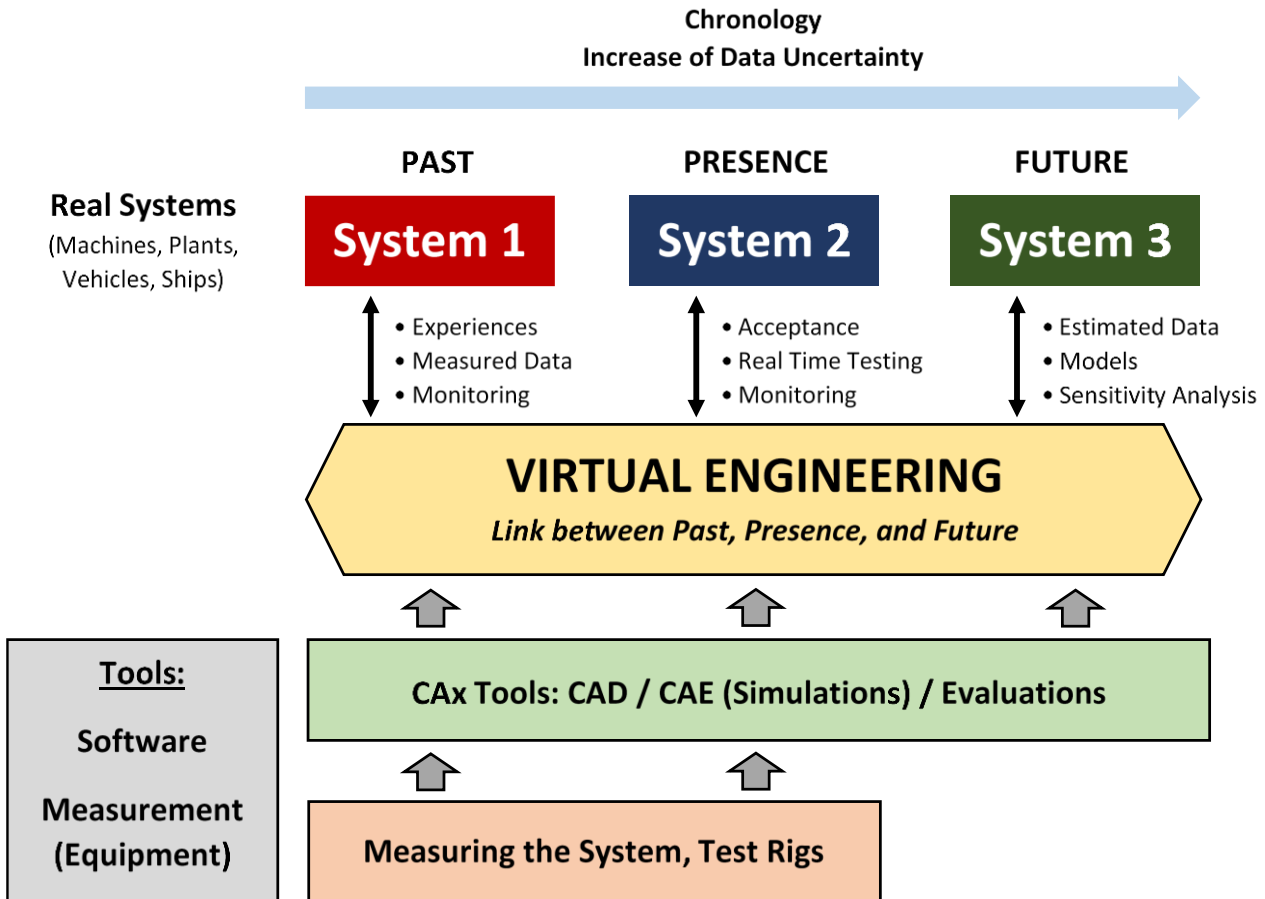 Chronology
Increase of Data Uncertainty
PAST
PRESENCE
FUTURE
Real Systems
(Machines, Plants,
Vehicles, Ships)
System 1
System 2
System 3
• Experiences
• Measured Data
• Monitoring
• Acceptance
• Real Time Testing
• Monitoring
• Estimated Data
• Models
• Sensitivity Analysis
VIRTUAL ENGINEERING
Link between Past, Presence, and Future
Tools:
Software
Measurement
(Equipment)
CAx Tools: CAD / CAE (Simulations) / Evaluations
Measuring the System, Test Rigs